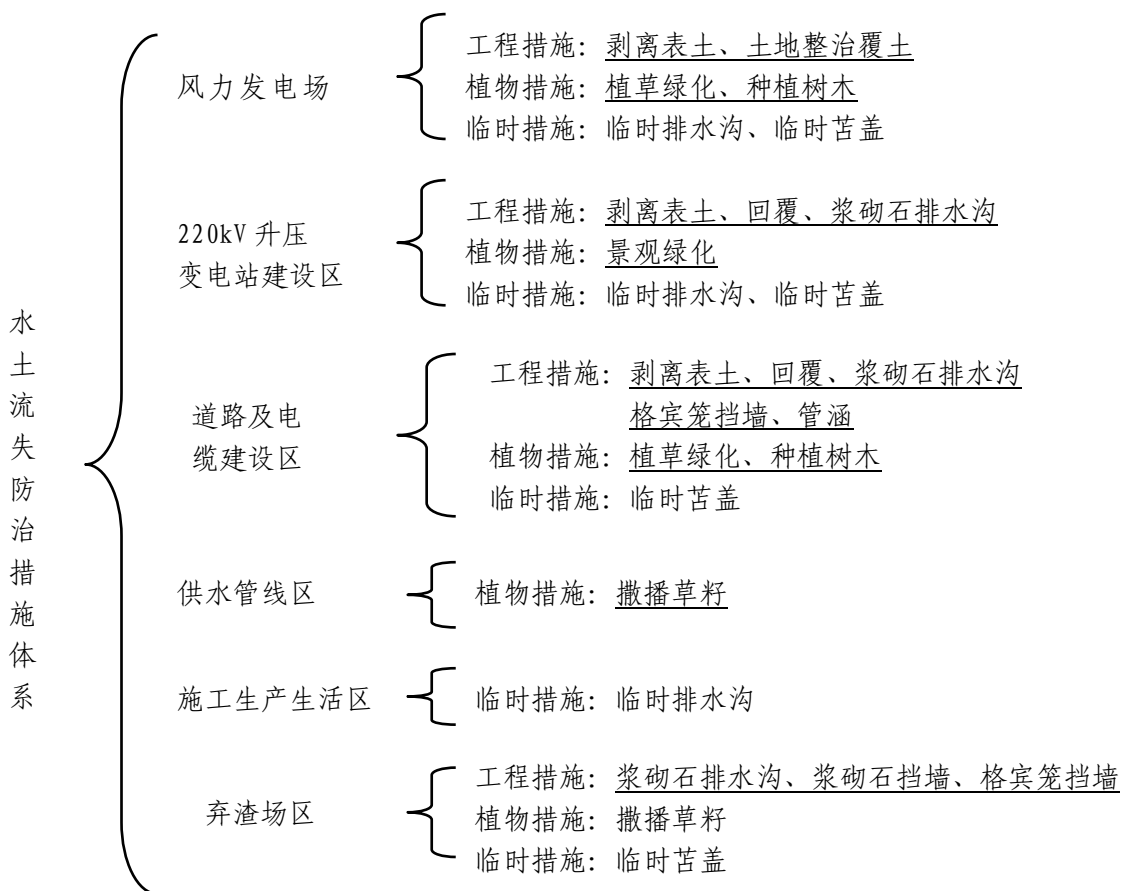 水土流失防治措施体系
风力发电场
工程措施：剥离表土、土地整治覆土
植物措施：植草绿化、种植树木
临时措施：临时排水沟、临时苫盖
220kV升压
变电站建设区
工程措施：剥离表土、回覆、浆砌石排水沟
植物措施：景观绿化
临时措施：临时排水沟、临时苫盖
道路及电
缆建设区
工程措施：剥离表土、回覆、浆砌石排水沟
格宾笼挡墙、管涵
植物措施：植草绿化、种植树木
临时措施：临时苫盖
供水管线区
植物措施：撒播草籽
施工生产生活区
临时措施：临时排水沟
弃渣场区
工程措施：浆砌石排水沟、浆砌石挡墙、格宾笼挡墙
植物措施：撒播草籽
临时措施：临时苫盖